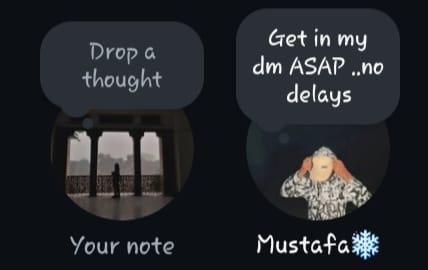 Drop a
thought
Get in my
dm ASAP ..no
delays
Your note
Mustafa❄️